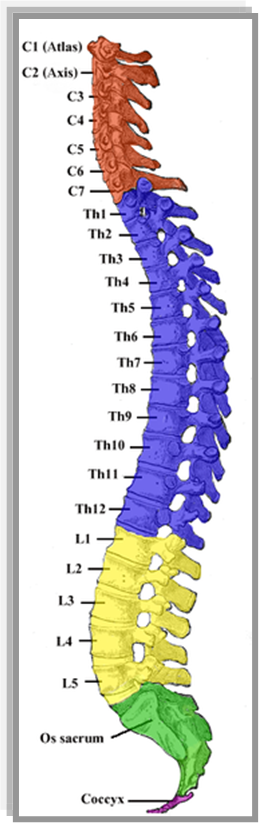 C1 (Atlas)
C2 (Axis)
C3
C4
C5
C6
C7
Th1
Th2
Th3
Th4
Th5
Th6
Th7
Th8
Th9
Th10
Th11
Th12
L1
L2
L3
L4
L5
Os sacrum
Coccyx